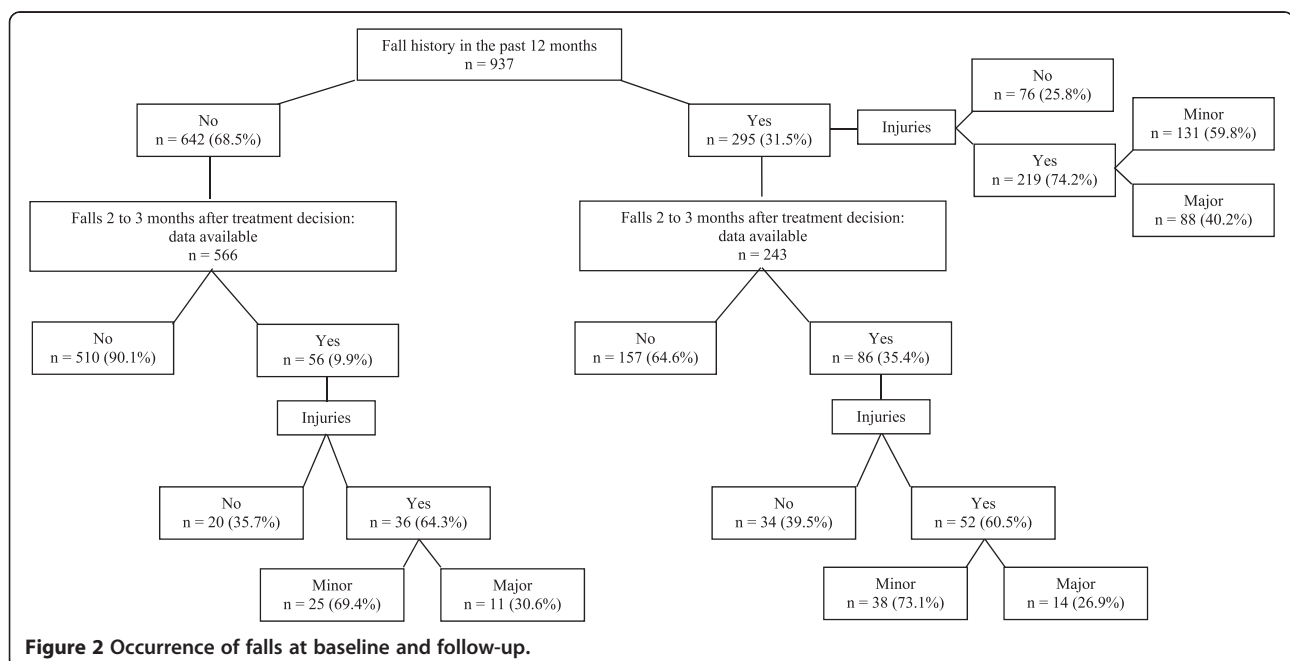 Fall history in the past 12 months
n = 937
No
n = 642 (68.5%)
Yes
n = 295 (31.5%)
Injuries
No
n = 76 (25.8%)
Yes
n = 219 (74.2%)
Minor
n = 131 (59.8%)
Major
n = 88 (40.2%)
Falls 2 to 3 months after treatment decision:
data available
n = 566
Falls 2 to 3 months after treatment decision:
data available
n = 243
No
n = 510 (90.1%)
Yes
n = 56 (9.9%)
No
n = 157 (64.6%)
Yes
n = 86 (35.4%)
Injuries
Injuries
No
n = 20 (35.7%)
Yes
n = 36 (64.3%)
No
n = 34 (39.5%)
Yes
n = 52 (60.5%)
Minor
n = 25 (69.4%)
Major
n = 11 (30.6%)
Minor
n = 38 (73.1%)
Major
n = 14 (26.9%)
Figure 2 Occurrence of falls at baseline and follow-up.